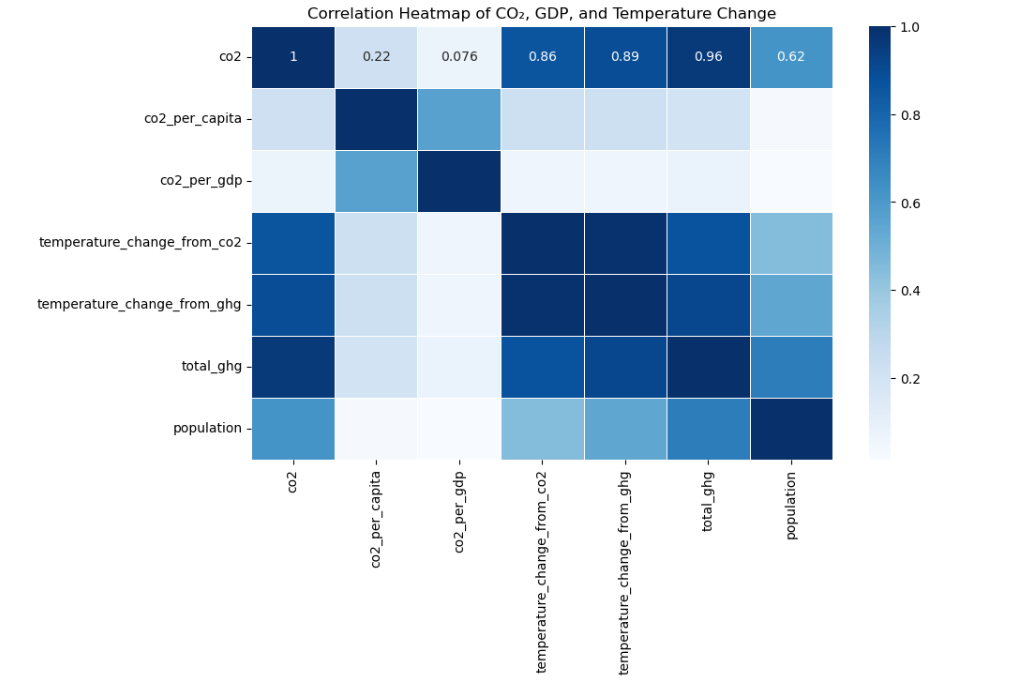 Correlation Heatmap of CO₂, GDP, and Temperature Change
co2
1 0.22 0.076 0.86 0.89 0.96 0.62
co2_per_capita
co2_per_gdp
temperature_change_from_co2
temperature_change_from_ghg
total_ghg
population
co2
co2_per_capita
co2_per_gdp
temperature_change_from_co2
temperature_change_from_ghg
total_ghg
population
1.0
0.8
0.6
0.4
0.2